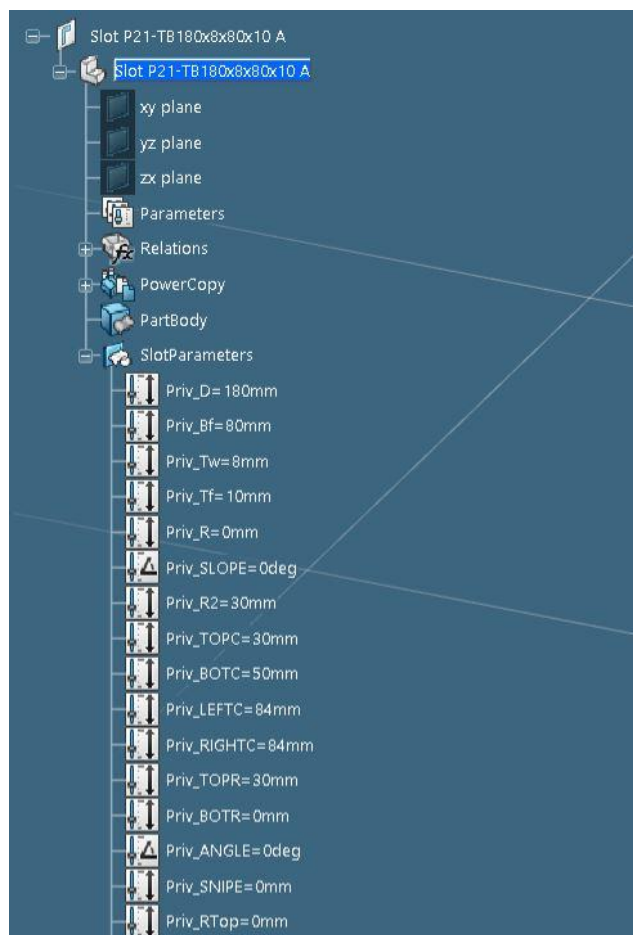 Slot P21-TB180x8x80x10 A
Slot P21-TB180x8x80x10 A
xy plane
yz plane
zx plane
Parameters
Relations
PowerCopy
PartBody
SlotParameters
Priv_D=180mm
Priv_Bf=80mm
Priv_Tw=8mm
Priv_Tf=10mm
Priv_R=0mm
Priv_SLOPE=0deg
Priv_R2=30mm
Priv_TOPC=30mm
Priv_BOTC=50mm
Priv_LEFTC=84mm
Priv_RIGHTC=84mm
Priv_TOPR=30mm
Priv_BOTR=0mm
Priv_ANGLE=0deg
Priv_SNIPE=0mm
Priv_RTop=0mm